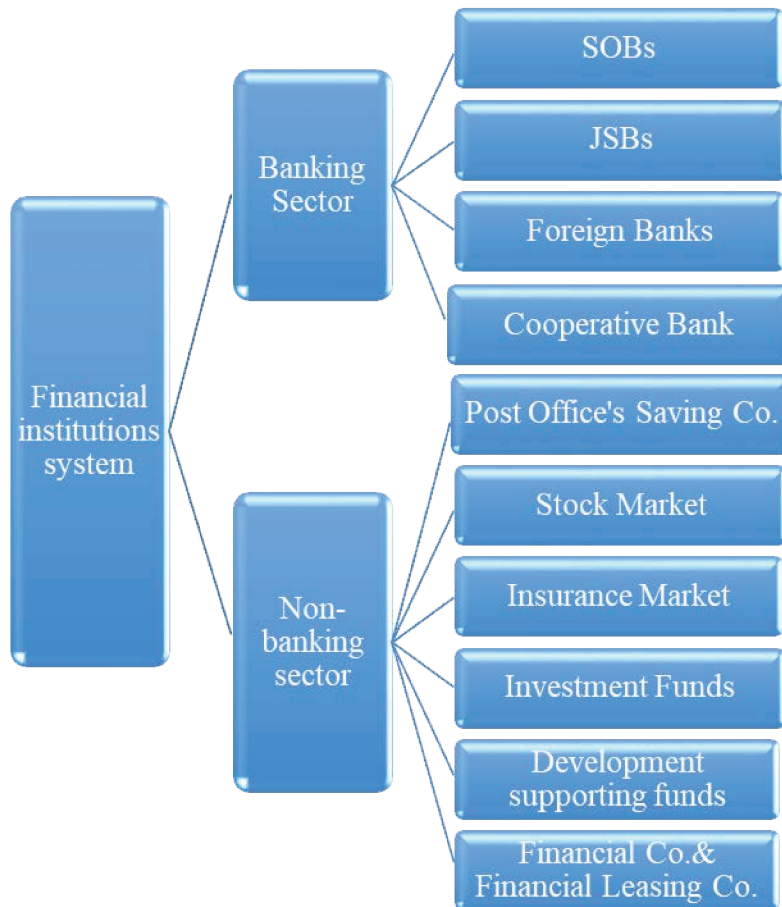 Financial
institutions
system
Banking
Sector
SOBs
JSBs
Foreign Banks
Cooperative Bank
Non-
banking
sector
Post Office's Saving Co.
Stock Market
Insurance Market
Investment Funds
Development
supporting funds
Financial Co.&
Financial Leasing Co.